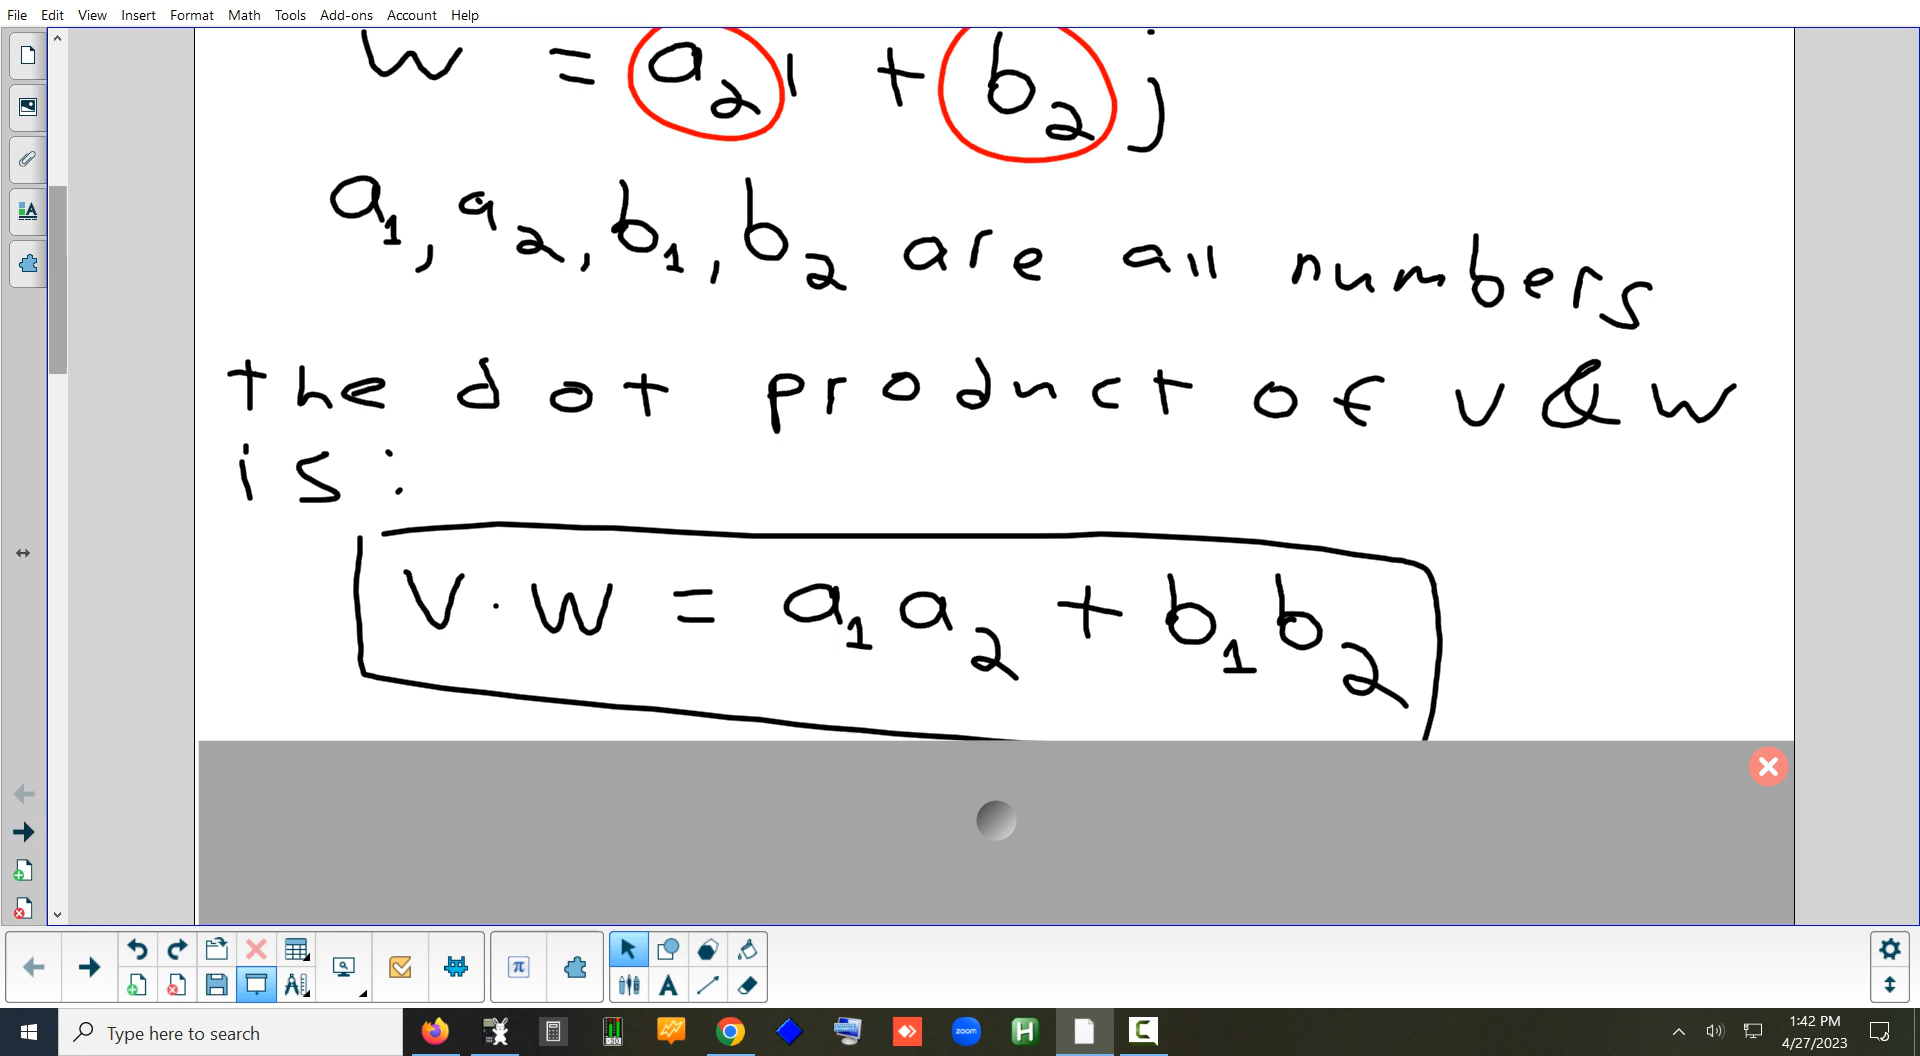 File Edit View Insert Format Math Tools Add-ons Account Help
w = a₂i + b₂j
a₁, a₂, b₁, b₂ are all numbers
the dot product of v & w
is:
v · w = a₁a₂ + b₁b₂
π
A
Type here to search
zoom
H
C
1:42 PM
4/27/2023